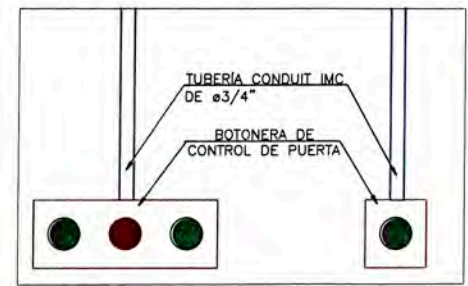 TUBERÍA CONDUIT IMC
DE ø3/4"
BOTONERA DE
CONTROL DE PUERTA